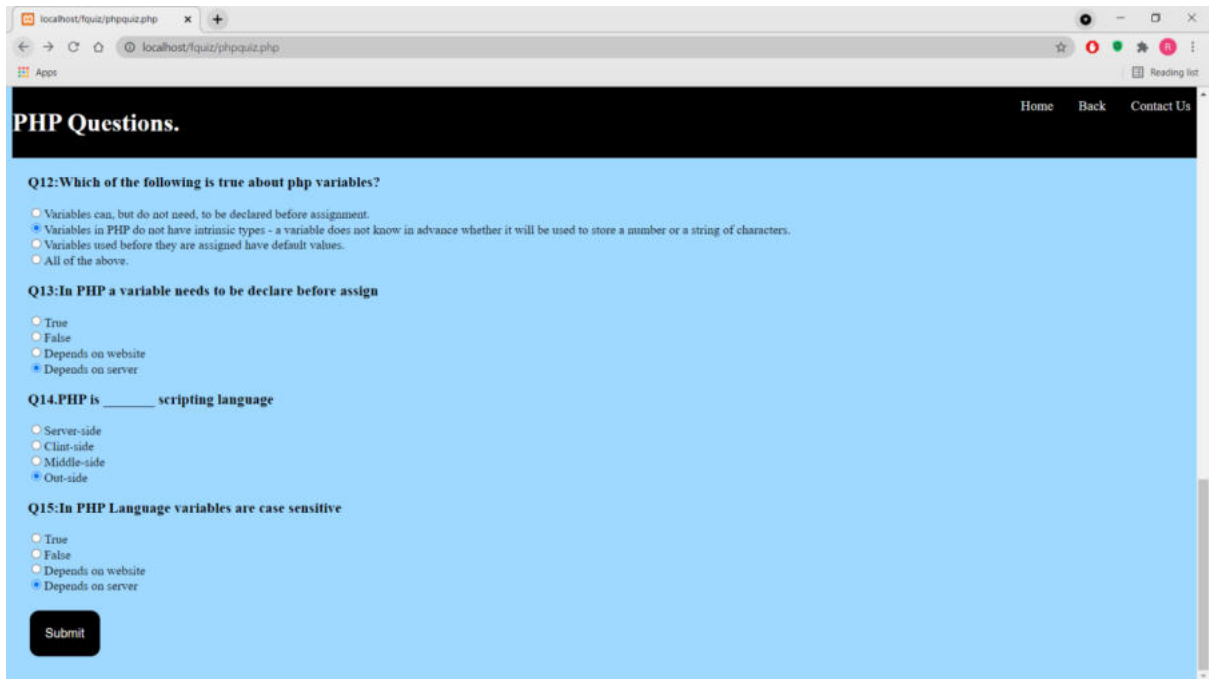 localhost/fquiz/phpquiz.php
localhost/fquiz/phpquiz.php
Apps
Reading list
Home Back Contact Us
PHP Questions.
Q12:Which of the following is true about php variables?
Variables can, but do not need, to be declared before assignment.
Variables in PHP do not have intrinsic types - a variable does not know in advance whether it will be used to store a number or a string of characters.
Variables used before they are assigned have default values.
All of the above.
Q13:In PHP a variable needs to be declare before assign
True
False
Depends on website
Depends on server
Q14.PHP is _______ scripting language
Server-side
Clint-side
Middle-side
Out-side
Q15:In PHP Language variables are case sensitive
True
False
Depends on website
Depends on server
Submit